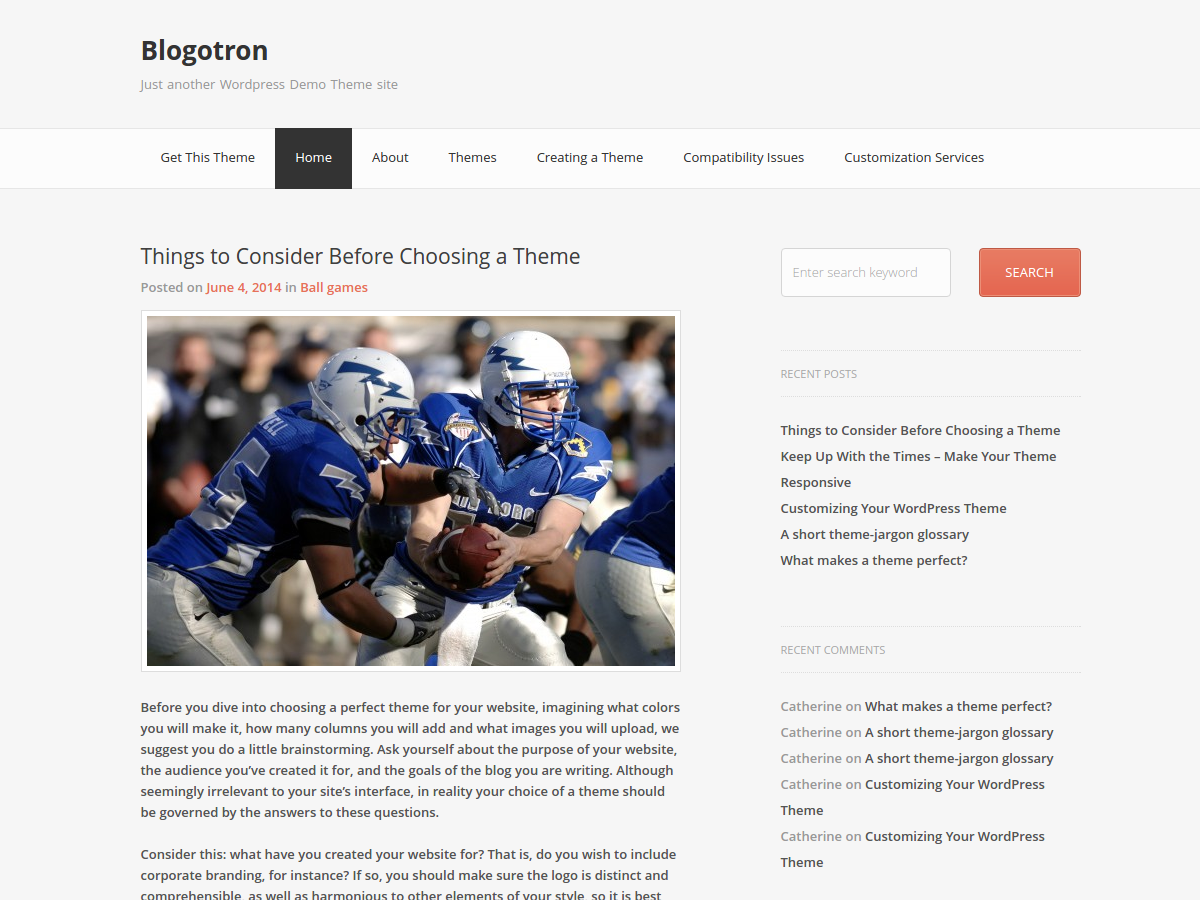 Blogotron
Just another Wordpress Demo Theme site
Get This Theme
Home
About
Themes
Creating a Theme
Compatibility Issues
Customization Services
Things to Consider Before Choosing a Theme
Posted on June 4, 2014 in Ball games
Before you dive into choosing a perfect theme for your website, imagining what colors
you will make it, how many columns you will add and what images you will upload, we
suggest you do a little brainstorming. Ask yourself about the purpose of your website,
the audience you’ve created it for, and the goals of the blog you are writing. Although
seemingly irrelevant to your site’s interface, in reality your choice of a theme should
be governed by the answers to these questions.
Consider this: what have you created your website for? That is, do you wish to include
corporate branding, for instance? If so, you should make sure the logo is distinct and
comprehensible, as well as harmonious to other elements of your style, so it is best
Enter search keyword
SEARCH
RECENT POSTS
Things to Consider Before Choosing a Theme
Keep Up With the Times – Make Your Theme
Responsive
Customizing Your WordPress Theme
A short theme-jargon glossary
What makes a theme perfect?
RECENT COMMENTS
Catherine on What makes a theme perfect?
Catherine on A short theme-jargon glossary
Catherine on A short theme-jargon glossary
Catherine on Customizing Your WordPress
Theme
Catherine on Customizing Your WordPress
Theme